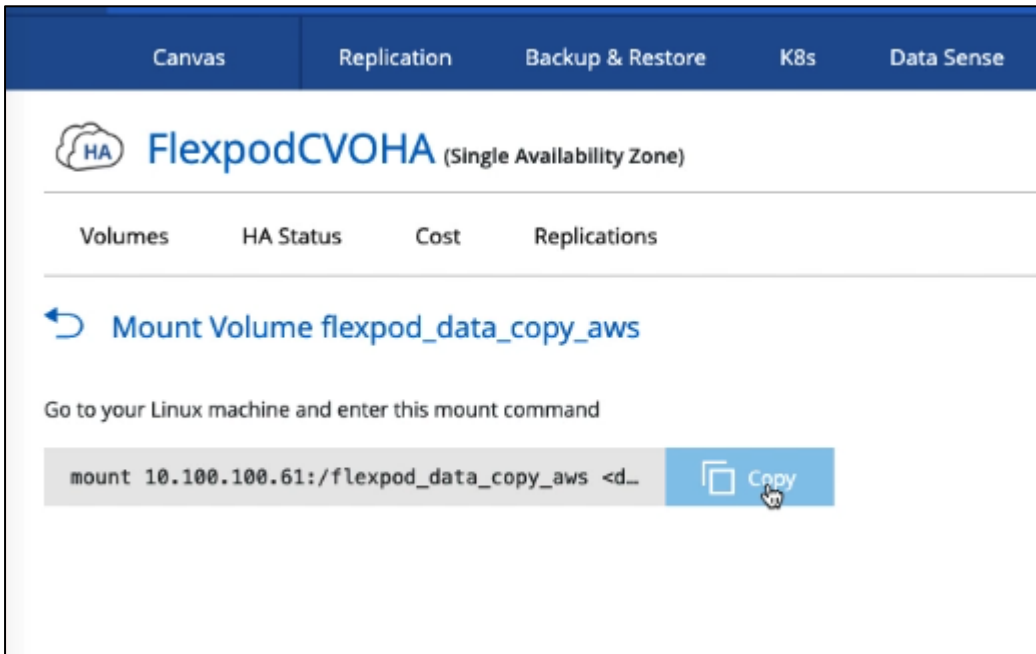 Canvas Replication Backup & Restore K8s Data Sense
HA FlexpodCVOHA (Single Availability Zone)
Volumes HA Status Cost Replications
Mount Volume flexpod_data_copy_aws
Go to your Linux machine and enter this mount command
mount 10.100.100.61:/flexpod_data_copy_aws <d… Copy